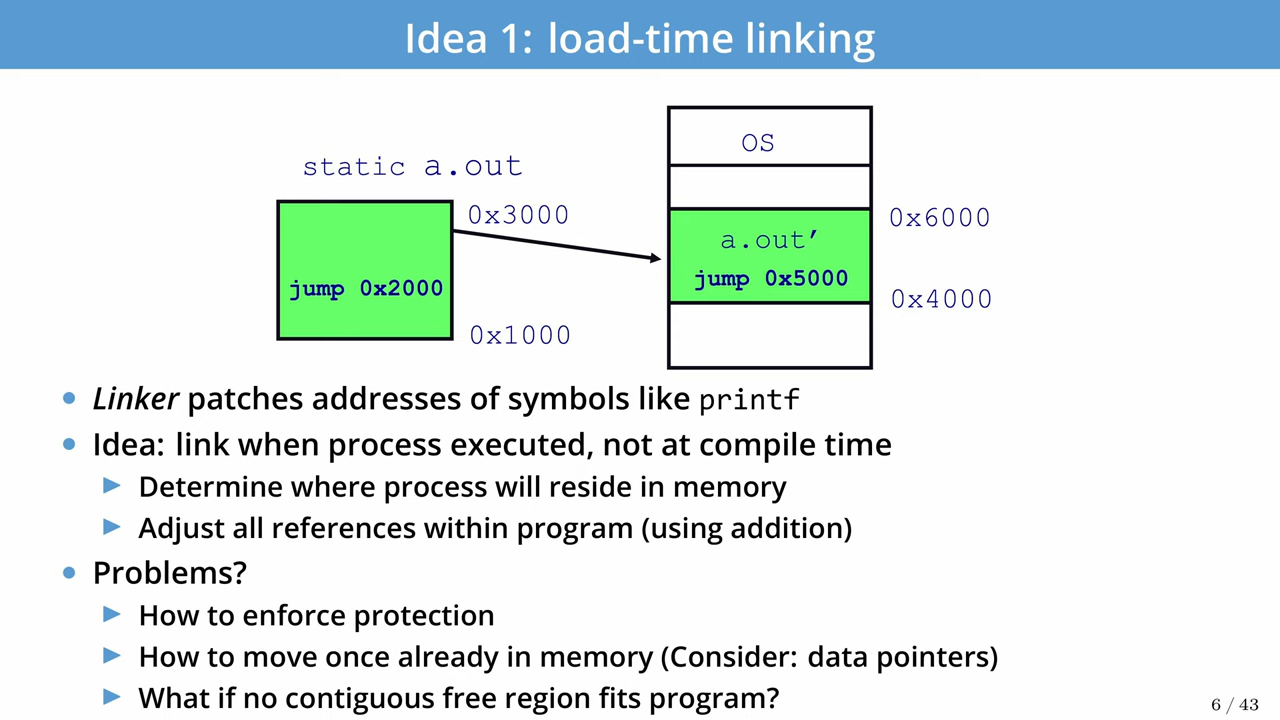 Idea 1: load-time linking
static a.out
0x3000
jump 0x2000
0x1000
OS
a.out’
jump 0x5000
0x6000
0x4000
Linker patches addresses of symbols like printf
Idea: link when process executed, not at compile time
Determine where process will reside in memory
Adjust all references within program (using addition)
Problems?
How to enforce protection
How to move once already in memory (Consider: data pointers)
What if no contiguous free region fits program?
6 / 43